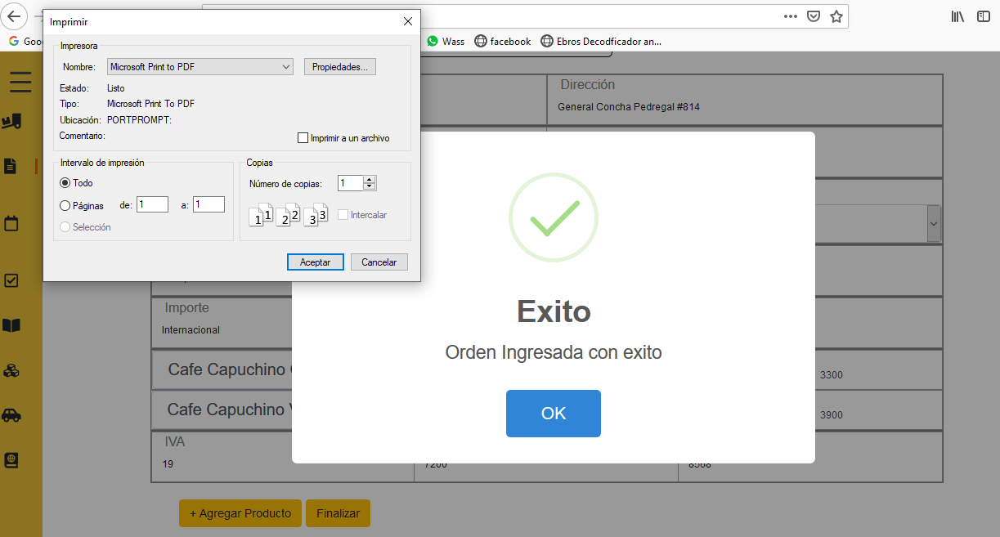 Imprimir
Impresora
Nombre: Microsoft Print to PDF Propiedades...
Estado: Listo
Tipo: Microsoft Print To PDF
Ubicación: PORTPROMPT:
Comentario:
Imprimir a un archivo
Intervalo de impresión
Todo
Páginas de: 1 a: 1
Selección
Copias
Número de copias: 1
1 1 2 2 3 3 Intercalar
Aceptar Cancelar
Wass facebook Ebros Decodficador an...
Dirección
General Concha Pedregal #814
Exito
Orden Ingresada con exito
OK
Importe
Internacional
Cafe Capuchino
3300
Cafe Capuchino
3900
IVA
19 7200 8568
+ Agregar Producto Finalizar